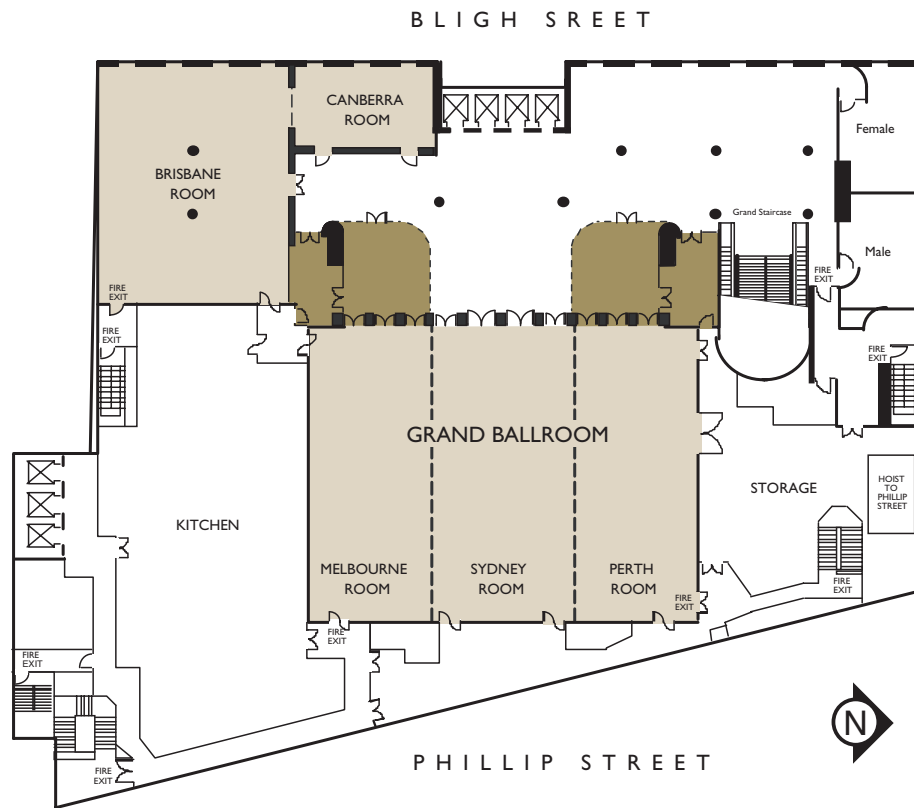 BLIGH SREET
CANBERRA
ROOM
Female
BRISBANE
ROOM
Grand Staircase
Male
FIRE
EXIT
FIRE
EXIT
FIRE
EXIT
FIRE
EXIT
GRAND BALLROOM
HOIST
TO
PHILLIP
STREET
STORAGE
KITCHEN
MELBOURNE
ROOM
SYDNEY
ROOM
PERTH
ROOM
FIRE
EXIT
FIRE
EXIT
FIRE
EXIT
FIRE
EXIT
N
PHILLIP STREET
FIRE
EXIT